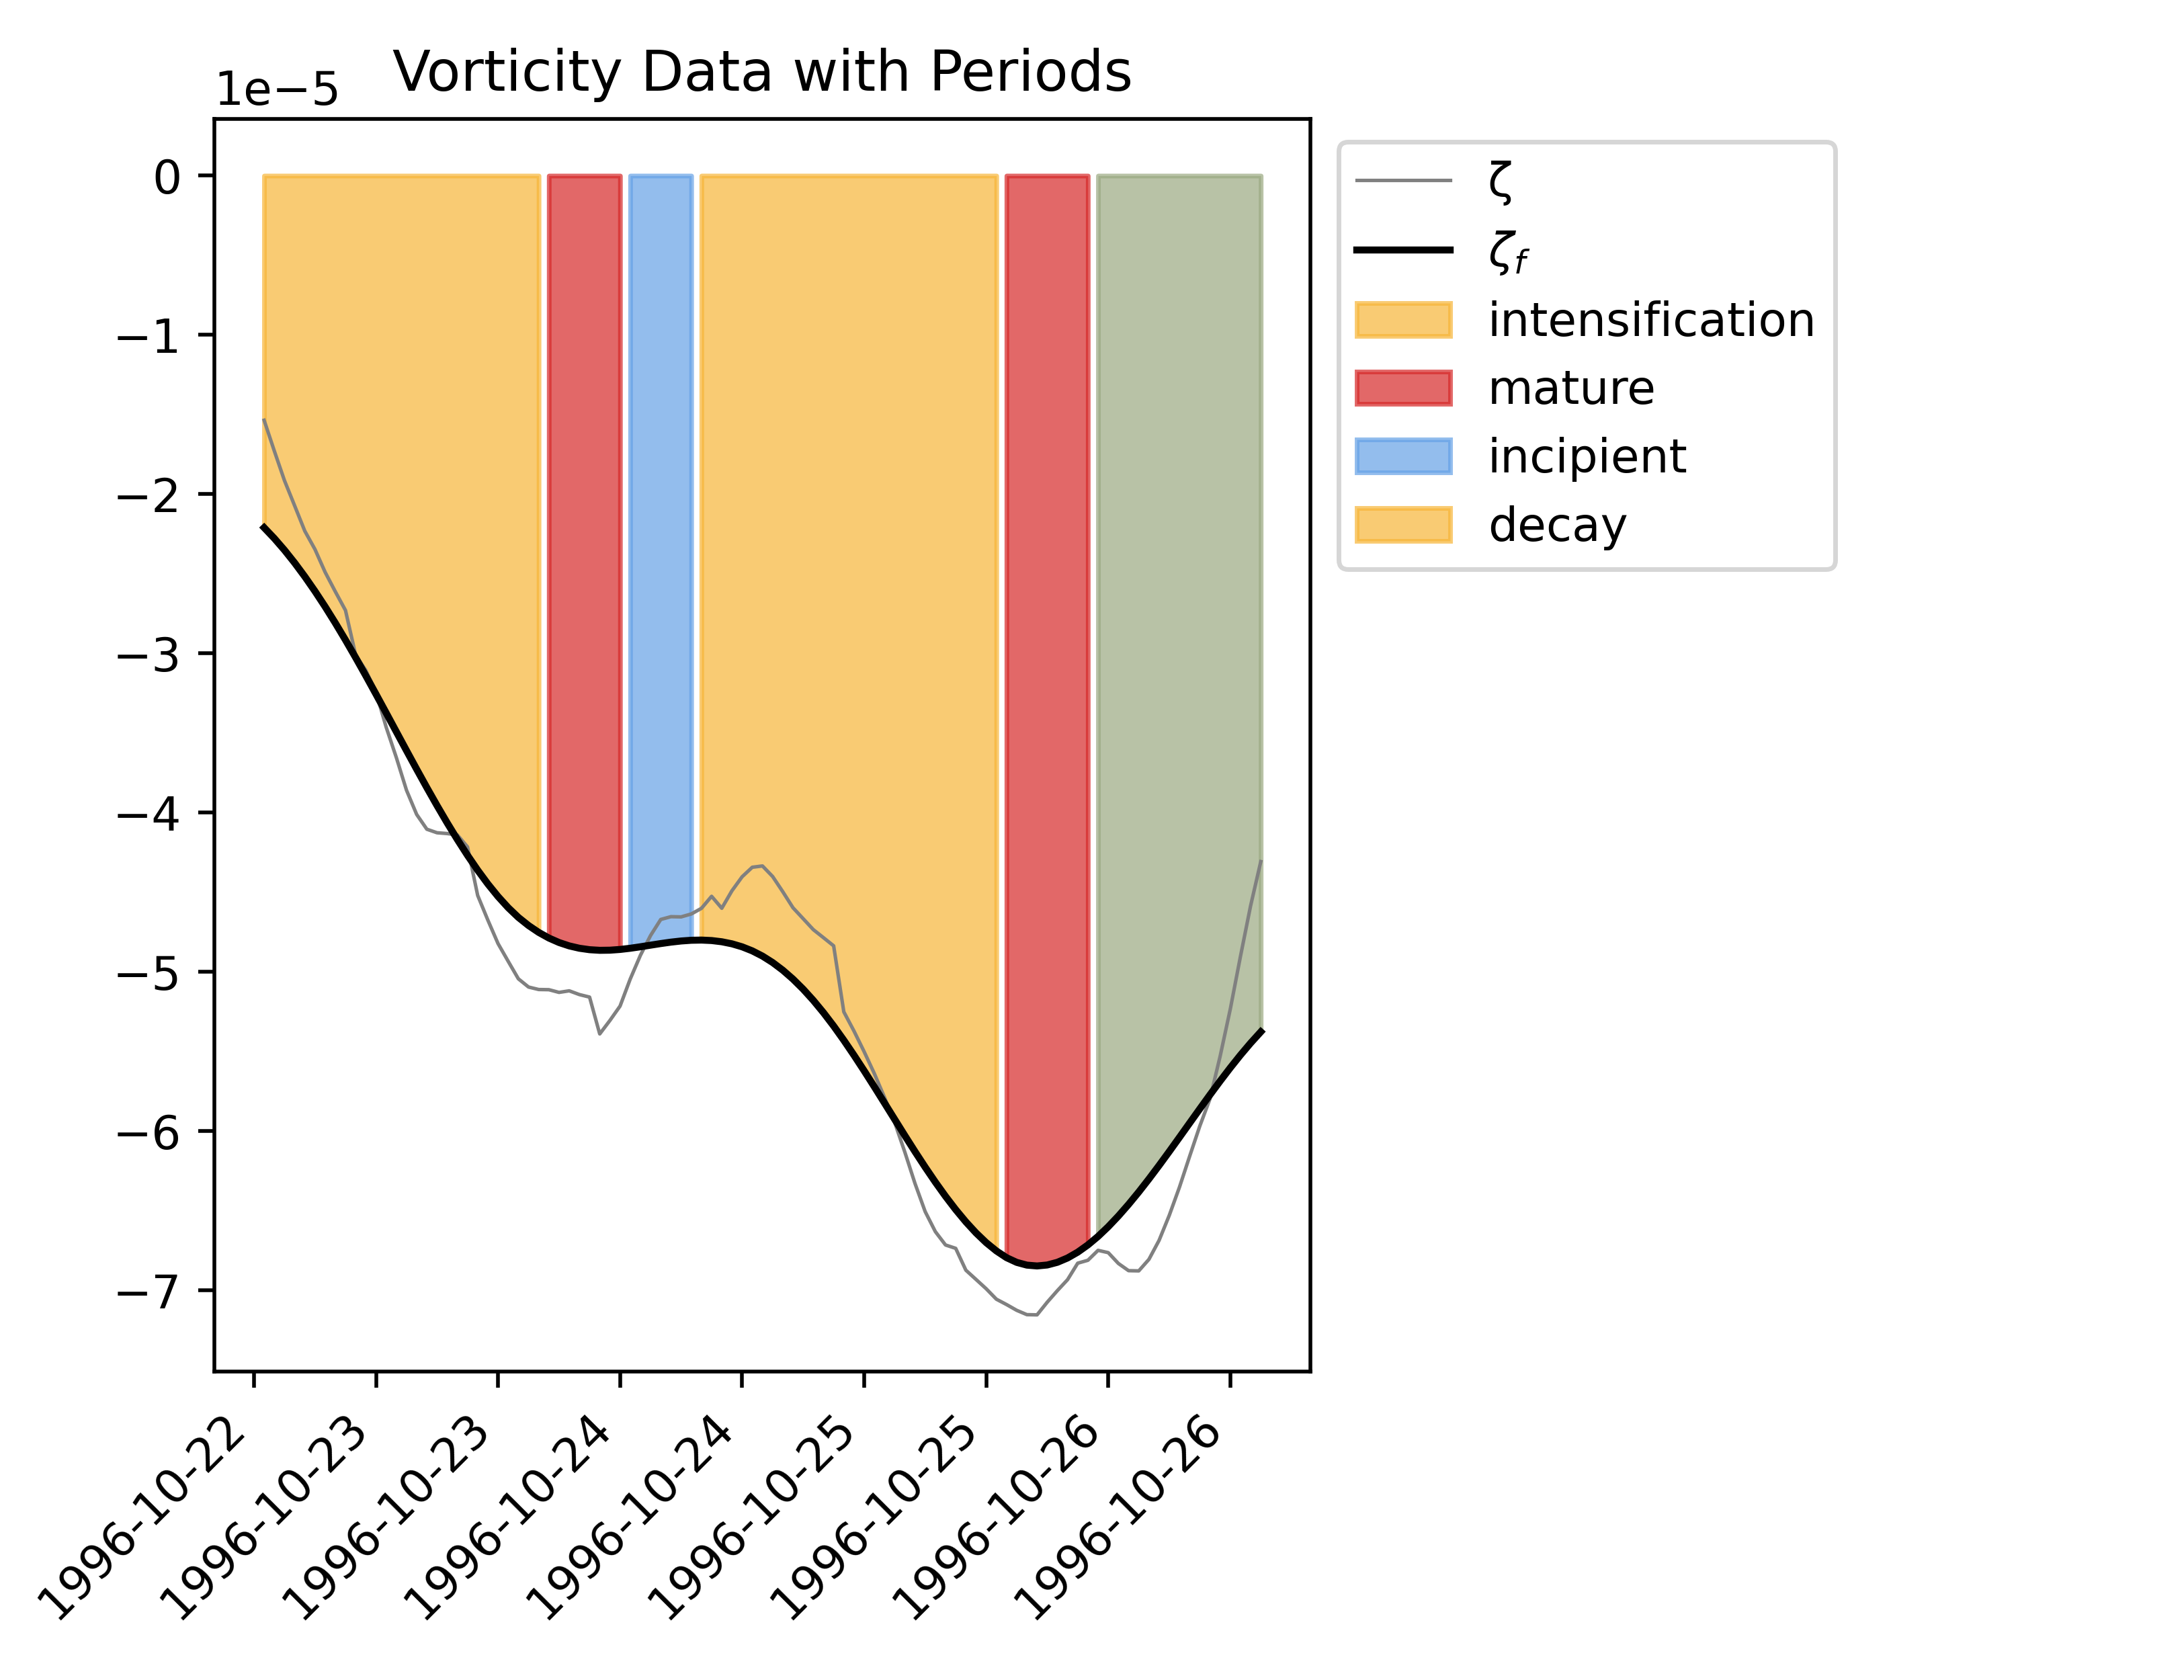 Vorticity Data with Periods
1e−5
0
−1
−2
−3
−4
−5
−6
−7
1996-10-22
1996-10-23
1996-10-23
1996-10-24
1996-10-24
1996-10-25
1996-10-25
1996-10-26
1996-10-26
ζ
ζf
intensification
mature
incipient
decay